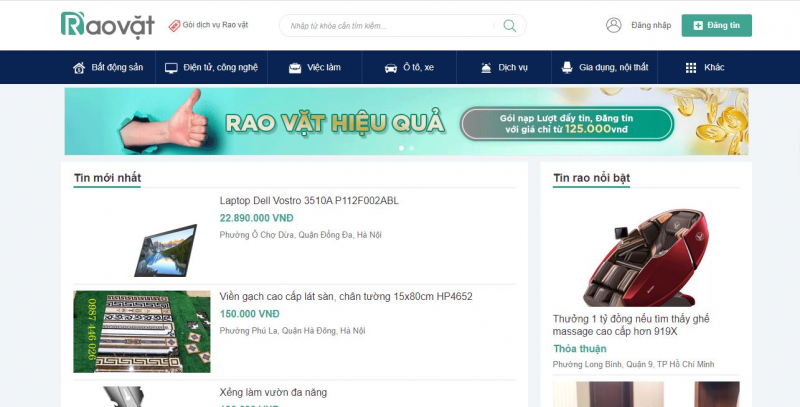 Raovặt
Gói dịch vụ Rao vặt
Nhập từ khóa cần tìm kiếm...
Đăng nhập
Đăng tin
Bất động sản
Điện tử, công nghệ
Việc làm
Ô tô, xe
Dịch vụ
Gia dụng, nội thất
Khác
RAO VẶT HIỆU QUẢ
Gói nạp Lượt đẩy tin, Đăng tin
với giá chỉ từ 125.000vnđ
Tin mới nhất
Laptop Dell Vostro 3510A P112F002ABL
22.890.000 VNĐ
Phường Ô Chợ Dừa, Quận Đống Đa, Hà Nội
0987 446 026
Viền gạch cao cấp lát sàn, chân tường 15x80cm HP4652
150.000 VNĐ
Phường Phú La, Quận Hà Đông, Hà Nội
Xẻng làm vườn đa năng
Tin rao nổi bật
Thưởng 1 tỷ đồng nếu tìm thấy ghế
massage cao cấp hơn 919X
Thỏa thuận
Phường Long Bình, Quận 9, TP Hồ Chí Minh